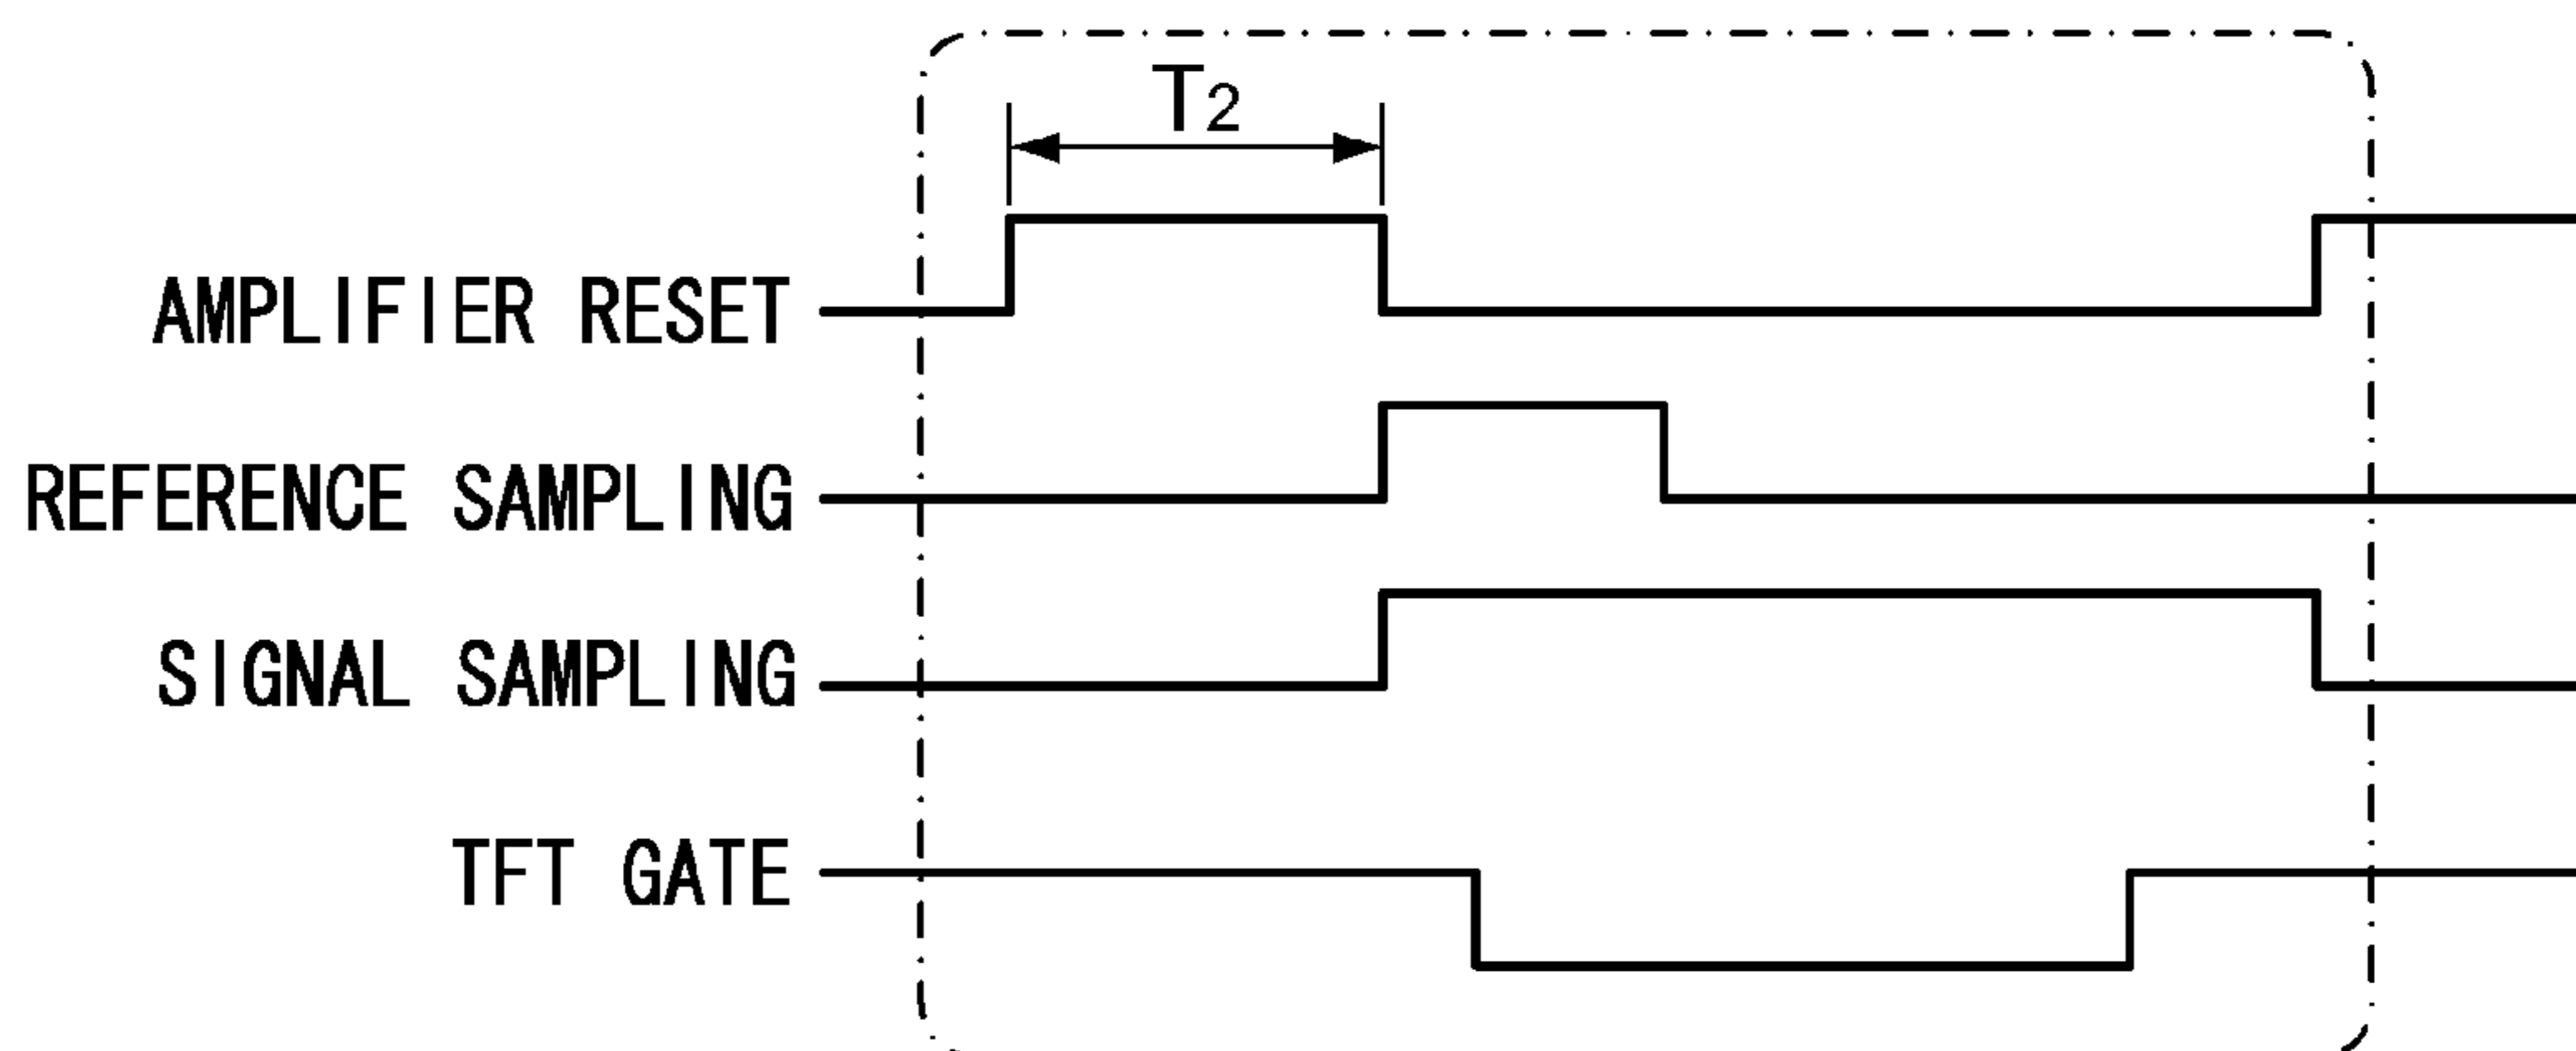 T2
AMPLIFIER RESET
REFERENCE SAMPLING
SIGNAL SAMPLING
TFT GATE